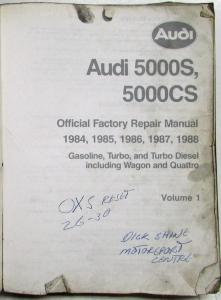 Audi
Audi 5000S,
5000CS
Official Factory Repair Manual
1984, 1985, 1986, 1987, 1988
Gasoline, Turbo, and Turbo Diesel
including Wagon and Quattro
Volume 1
OXS RESET
26-30
DICK SHINE
MOTORSPORT
CENTRE